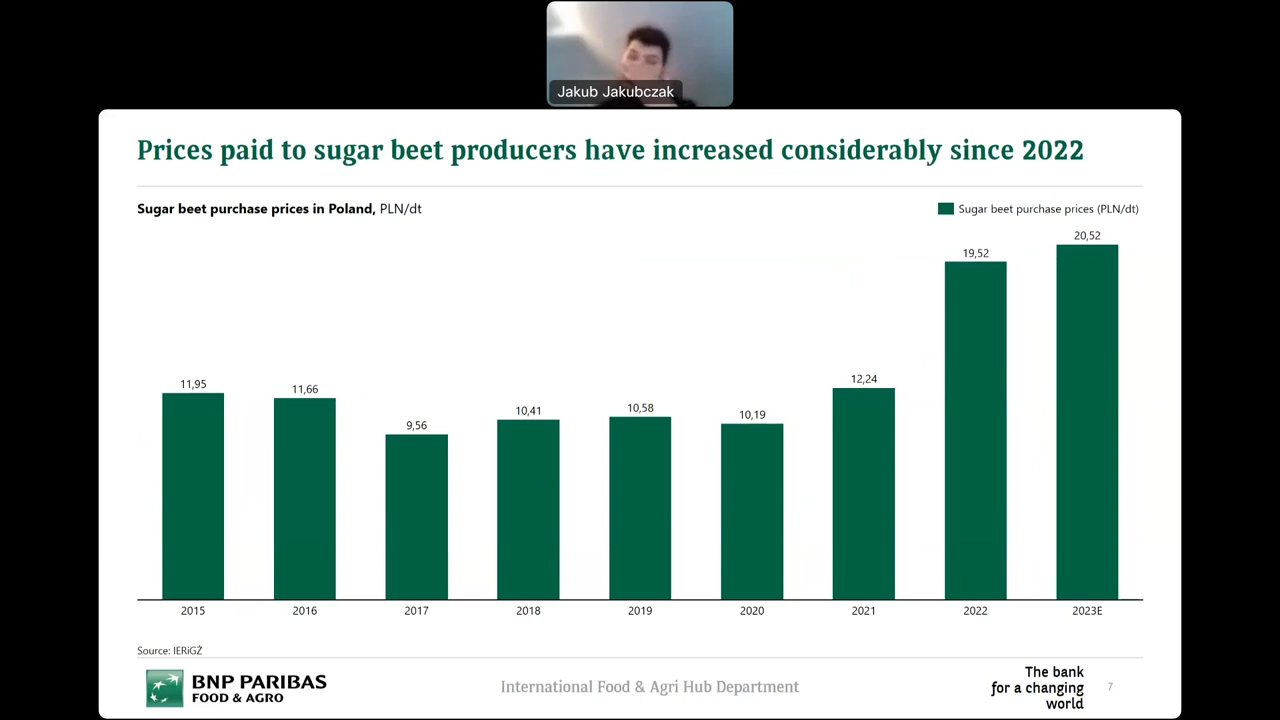 Jakub Jakubczak
Prices paid to sugar beet producers have increased considerably since 2022
Sugar beet purchase prices in Poland, PLN/dt
Sugar beet purchase prices (PLN/dt)
11,95
11,66
9,56
10,41
10,58
10,19
12,24
19,52
20,52
2015
2016
2017
2018
2019
2020
2021
2022
2023E
Source: IERiGŻ
BNP PARIBAS
FOOD & AGRO
International Food & Agri Hub Department
The bank
for a changing
world
7